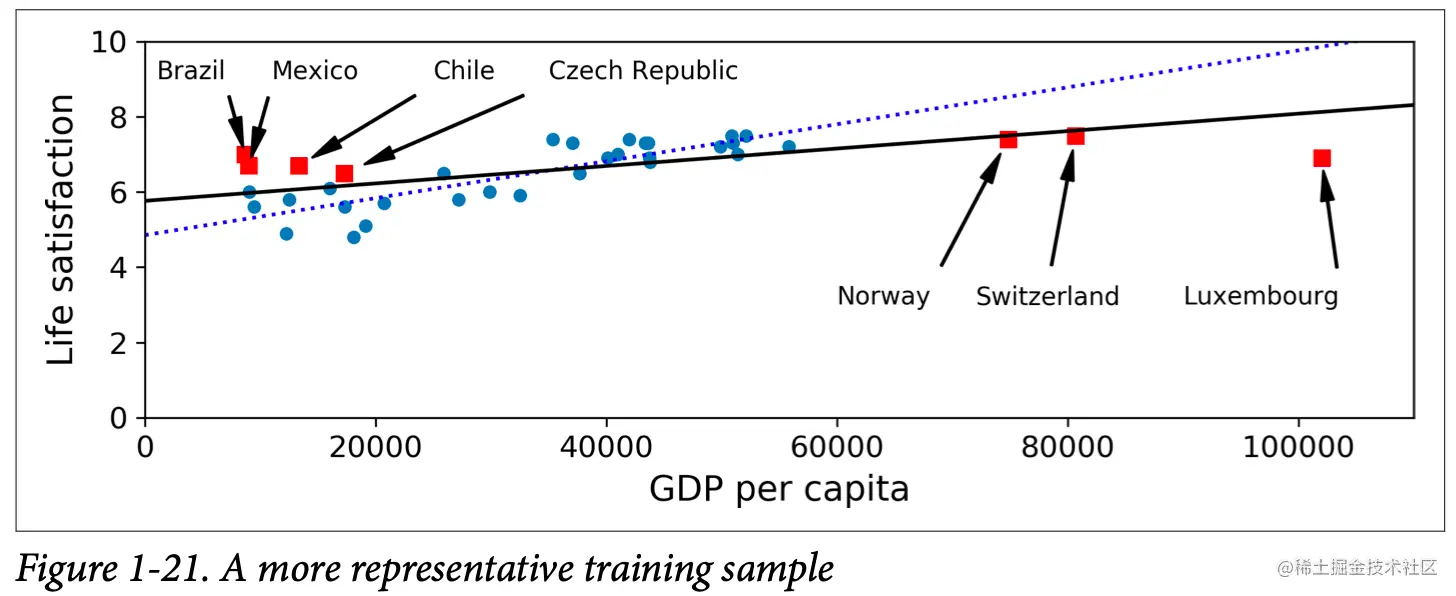 10
Brazil Mexico Chile Czech Republic
8
6
4
2
0
Life satisfaction
Norway Switzerland Luxembourg
0 20000 40000 60000 80000 100000
GDP per capita
Figure 1-21. A more representative training sample
@稀土掘金技术社区